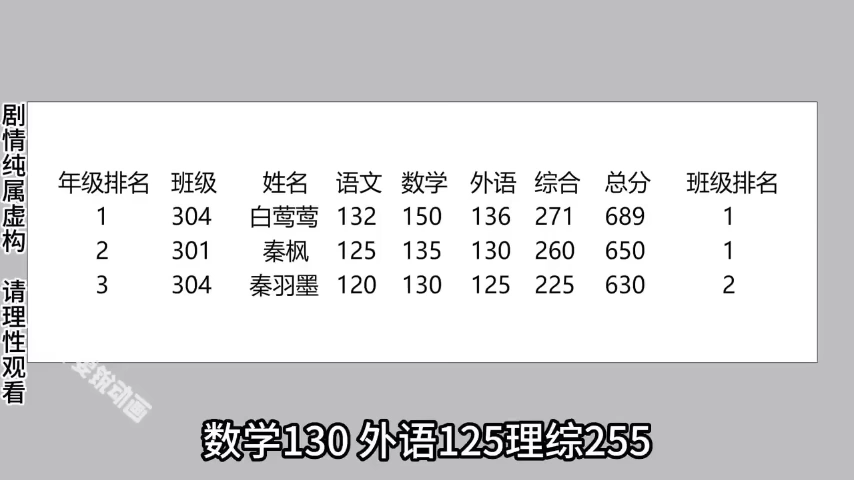 剧情纯属虚构 请理性观看
年级排名 班级 姓名 语文 数学 外语 综合 总分 班级排名
1 304 白莺莺 132 150 136 271 689 1
2 301 秦枫 125 135 130 260 650 1
3 304 秦羽墨 120 130 125 225 630 2
锐动画
数学130 外语125理综255